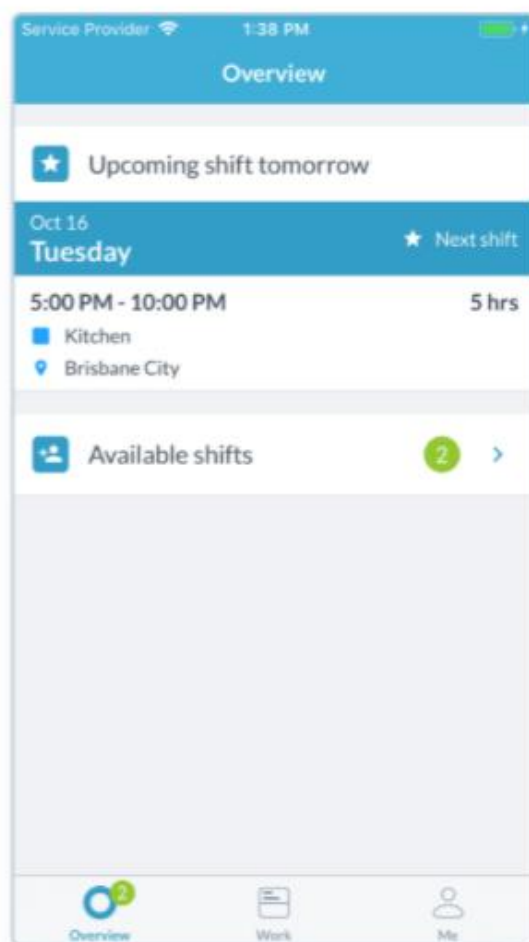 Service Provider 1:38 PM
Overview
Upcoming shift tomorrow
Oct 16
Tuesday
Next shift
5:00 PM - 10:00 PM 5 hrs
Kitchen
Brisbane City
Available shifts 2
2
Overview Work Me